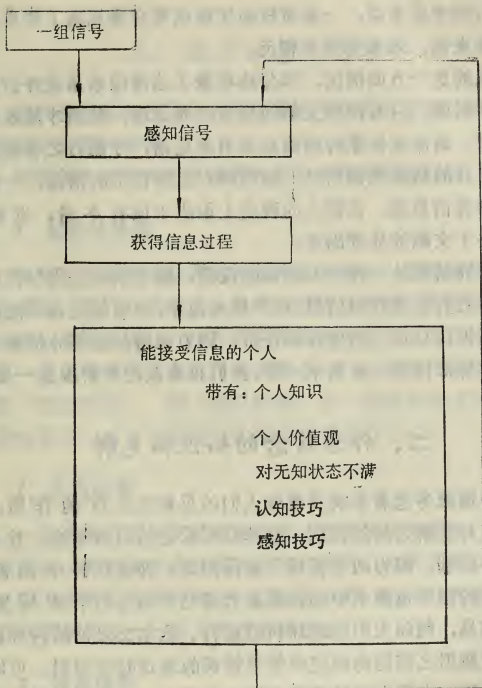 一组信号
感知信号
获得信息过程
能接受信息的个人
带有：个人知识
个人价值观
对无知状态不满
认知技巧
感知技巧